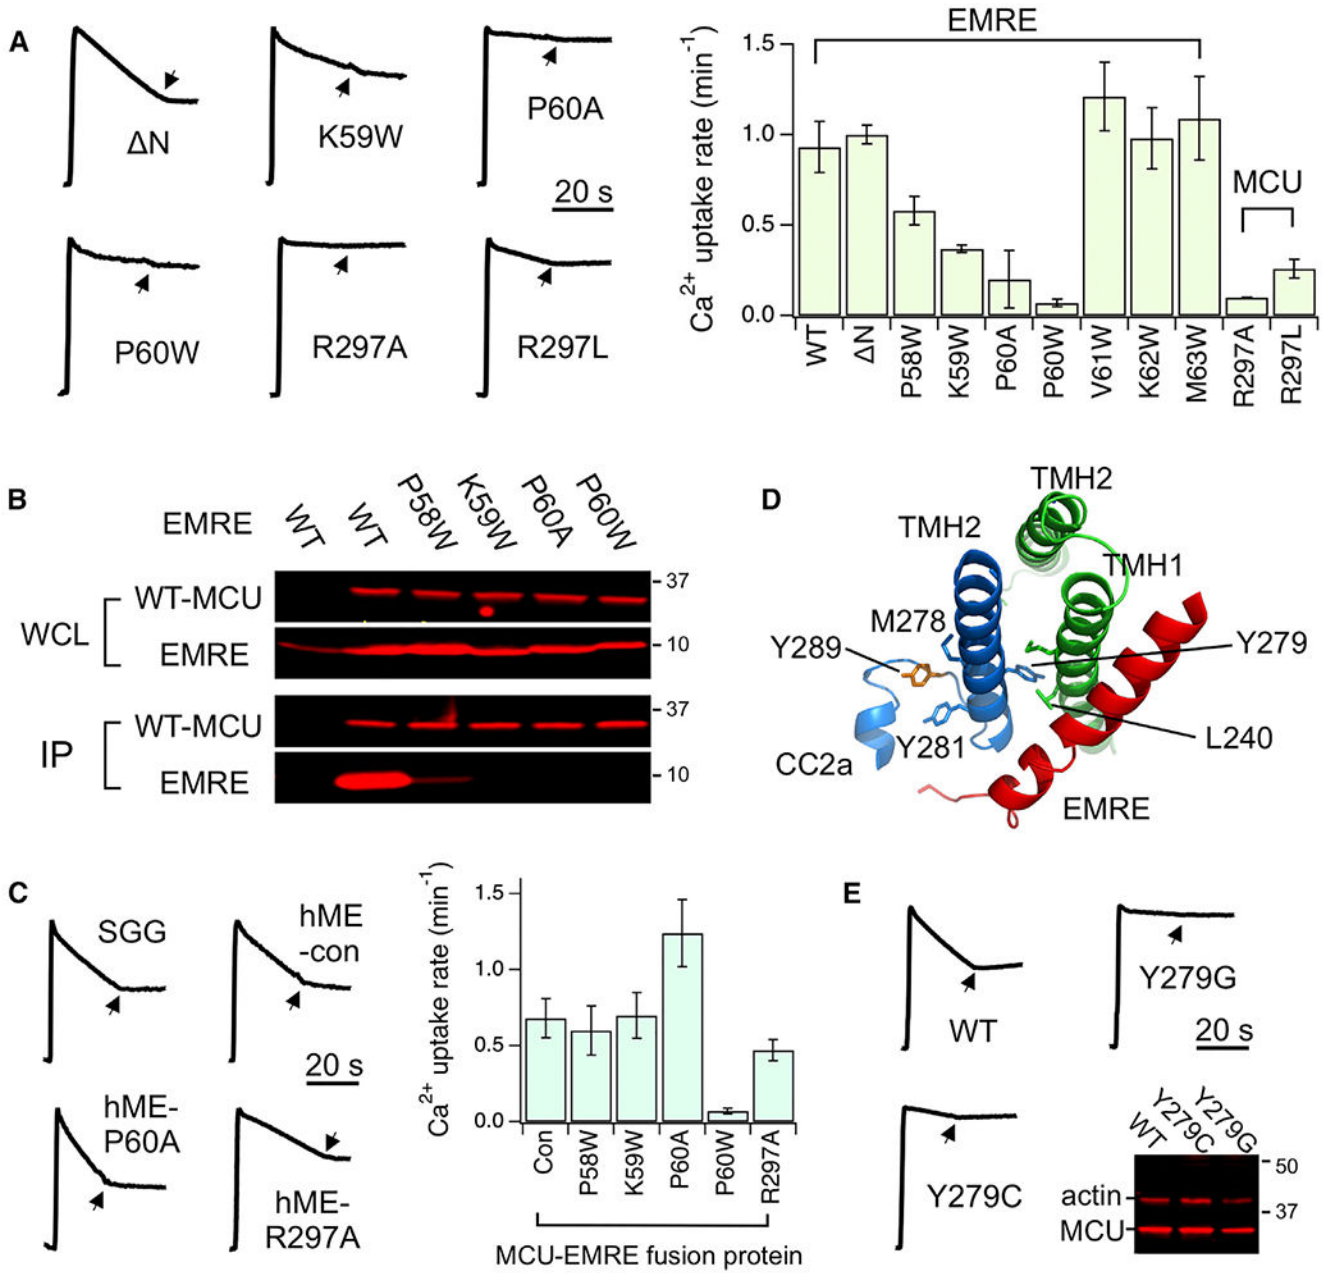 A
ΔN
K59W
P60A
20 s
P60W
R297A
R297L
EMRE
MCU
Ca2+ uptake rate (min-1)
1.5
1.0
0.5
0.0
WT
ΔN
P58W
K59W
P60A
P60W
V61W
K62W
M63W
R297A
R297L
B
EMRE
WT
WT
P58W
K59W
P60A
P60W
WCL
WT-MCU
37
EMRE
10
IP
WT-MCU
37
EMRE
10
D
TMH2
TMH2
TMH1
M278
Y289
Y279
Y281
L240
CC2a
EMRE
C
SGG
hME
-con
20 s
hME-
P60A
hME-
R297A
Ca2+ uptake rate (min-1)
1.5
1.0
0.5
0.0
Con
P58W
K59W
P60A
P60W
R297A
MCU-EMRE fusion protein
E
WT
Y279G
20 s
Y279C
WT
Y279C
Y279G
50
actin
37
MCU